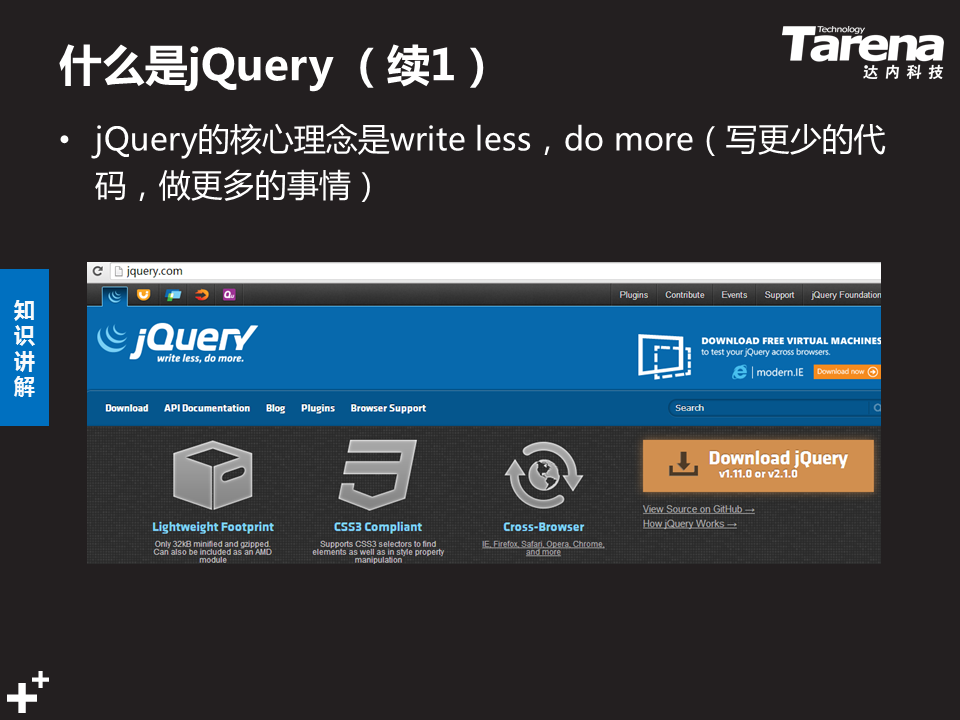 什么是jQuery（续1）
Technology
Tarena
达内科技
• jQuery的核心理念是write less，do more（写更少的代
码，做更多的事情）
知
识
讲
解
jquery.com
Plugins Contribute Events Support jQuery Foundation
jQuery
write less, do more.
DOWNLOAD FREE VIRTUAL MACHINES
to test your jQuery across browsers.
| modern.IE Download now
Download API Documentation Blog Plugins Browser Support Search
Download jQuery
v1.11.0 or v2.1.0
View Source on GitHub →
How jQuery Works →
Lightweight Footprint
Only 32kB minified and gzipped.
Can also be included as an AMD
module
CSS3 Compliant
Supports CSS3 selectors to find
elements as well as in style property
manipulation
Cross-Browser
IE, Firefox, Safari, Opera, Chrome,
and more